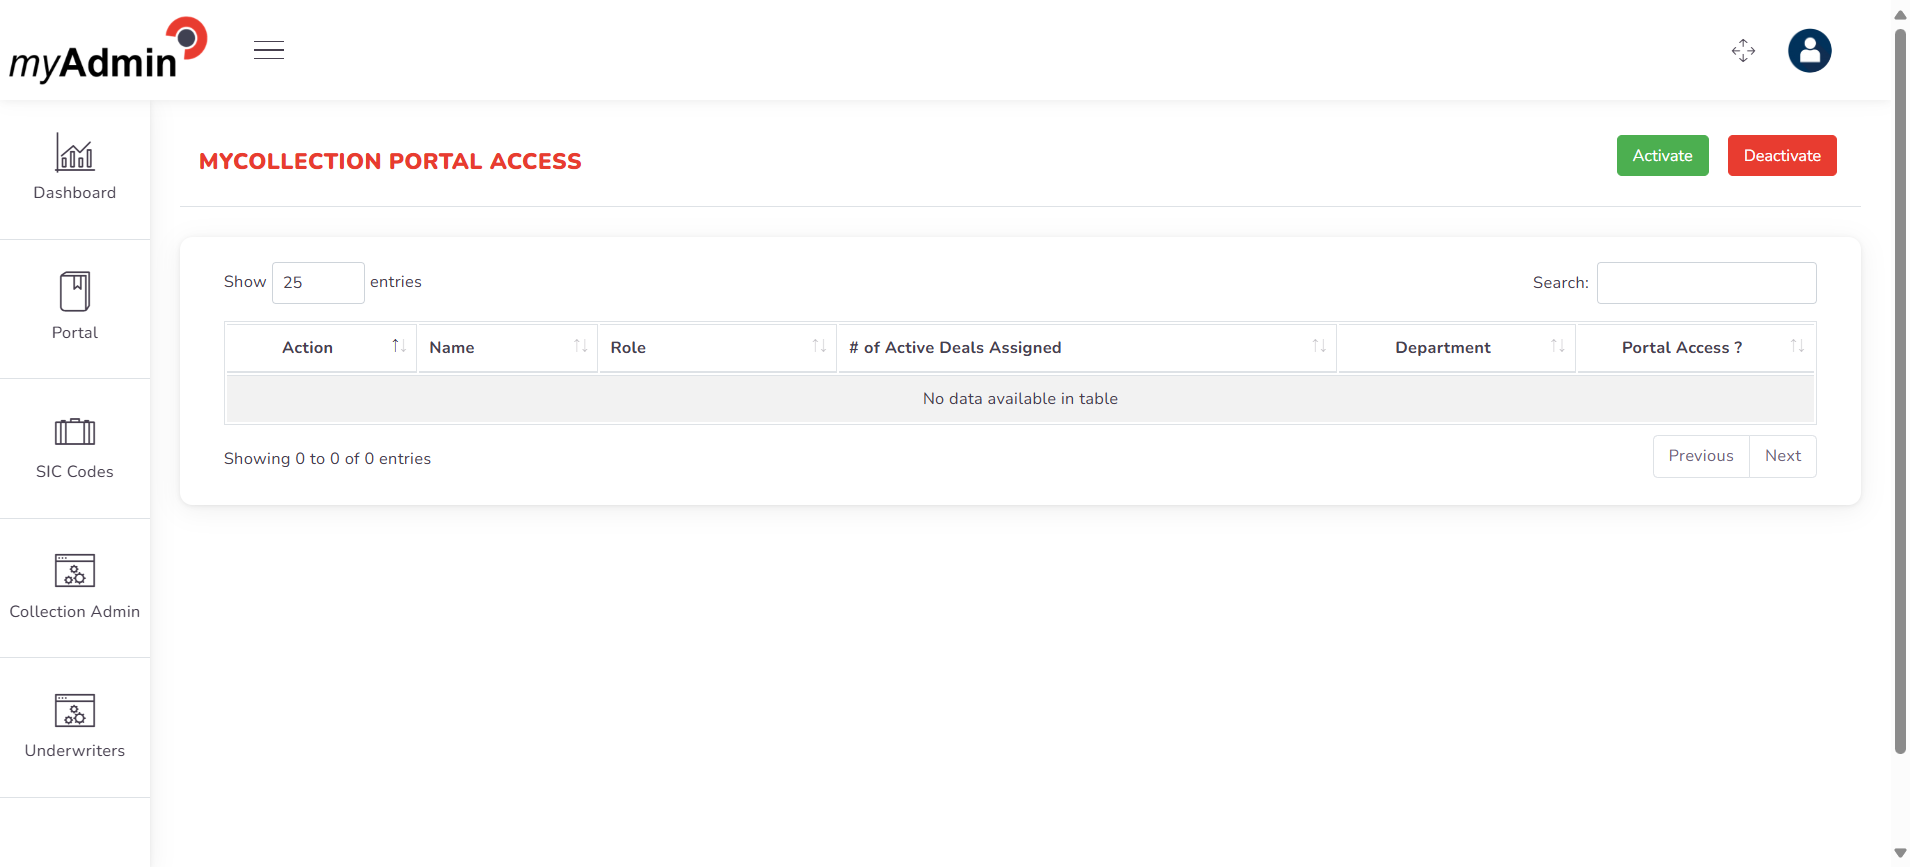 myAdmin
Dashboard
Portal
SIC Codes
Collection Admin
Underwriters
MYCOLLECTION PORTAL ACCESS
Activate Deactivate
Show 25 entries Search:
Action Name Role # of Active Deals Assigned Department Portal Access ?
No data available in table
Showing 0 to 0 of 0 entries Previous Next